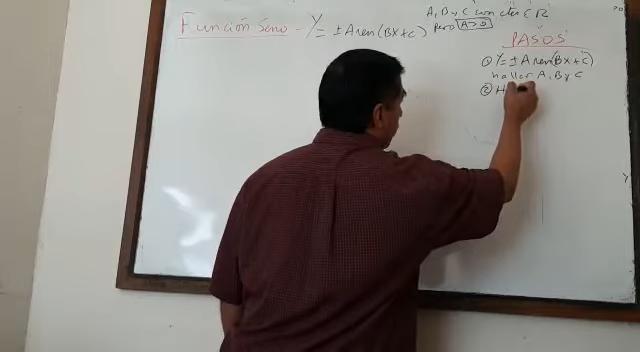 Función Seno - Y = ± A sen(BX+C)
A, B y C son ctes ∈ ℝ
Pero A>0
PASOS
① Y = ± A sen(BX+C)
hallar A, B y C
② H